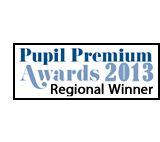 Pupil Premium
Awards 2013
Regional Winner